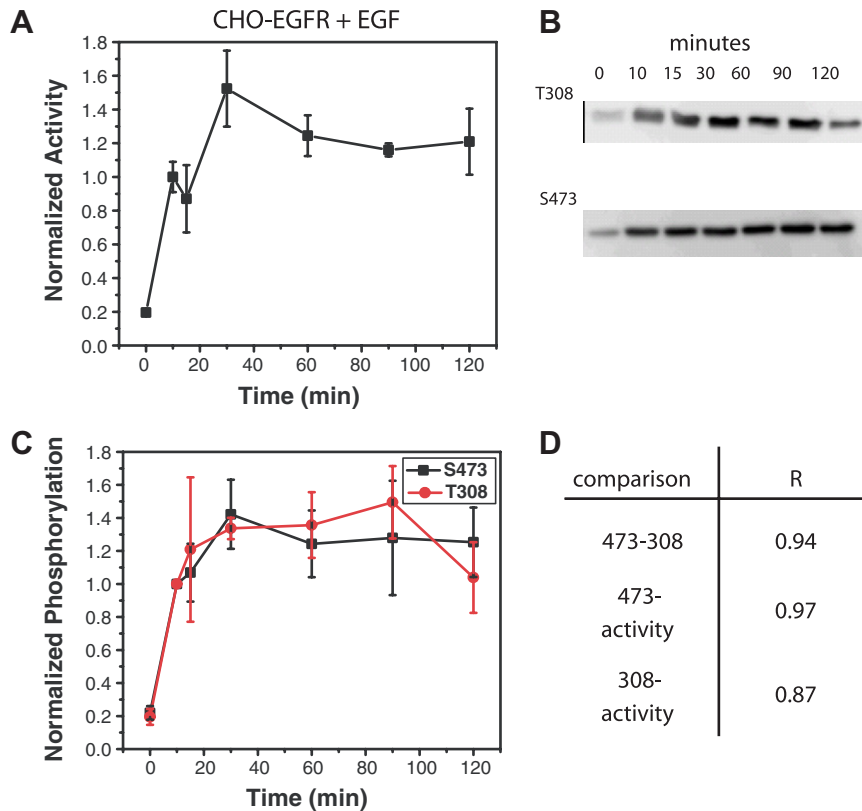 A
CHO-EGFR + EGF
1.8
1.6
1.4
1.2
1.0
0.8
0.6
0.4
0.2
0.0
Normalized Activity
0 20 40 60 80 100 120
Time (min)
B
minutes
0 10 15 30 60 90 120
T308
S473
C
1.8
1.6
1.4
1.2
1.0
0.8
0.6
0.4
0.2
0.0
Normalized Phosphorylation
S473
T308
0 20 40 60 80 100 120
Time (min)
D
comparison R
473-308 0.94
473-
activity 0.97
308-
activity 0.87